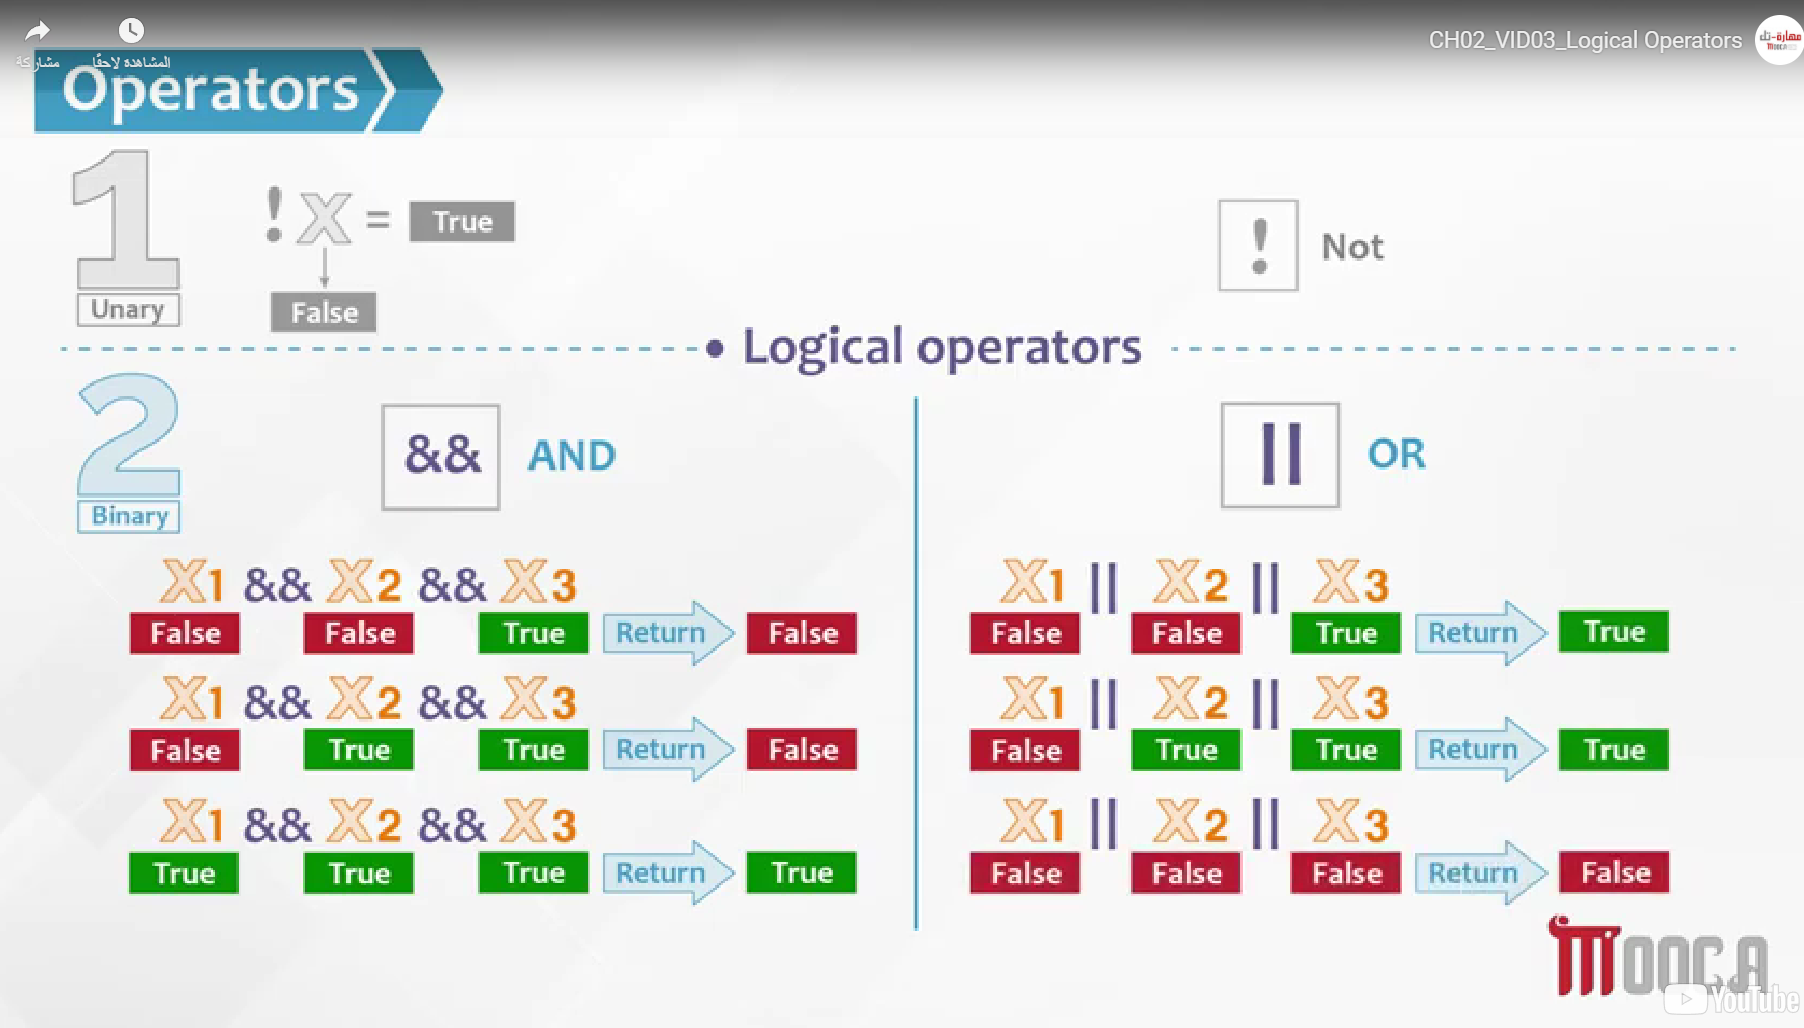 CH02_VID03_Logical Operators
مهارة-تك
MOOCA
مشاركة
المشاهدة لاحقًا
Operators
1
Unary
! X = True
False
! Not
• Logical operators
2
Binary
&& AND
X1 && X2 && X3
False False True Return False
X1 && X2 && X3
False True True Return False
X1 && X2 && X3
True True True Return True
|| OR
X1 || X2 || X3
False False True Return True
X1 || X2 || X3
False True True Return True
X1 || X2 || X3
False False False Return False
MOOCA
YouTube